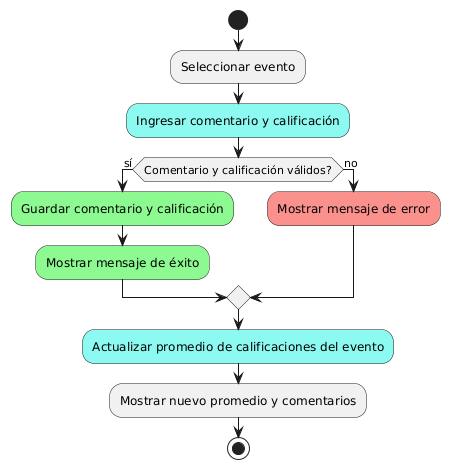 Seleccionar evento
Ingresar comentario y calificación
sí
Comentario y calificación válidos?
no
Guardar comentario y calificación
Mostrar mensaje de error
Mostrar mensaje de éxito
Actualizar promedio de calificaciones del evento
Mostrar nuevo promedio y comentarios